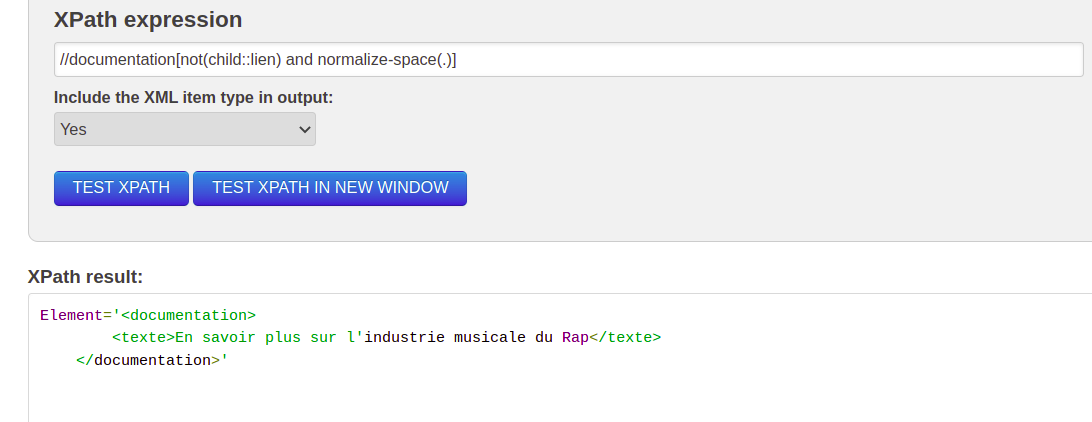 XPath expression
//documentation[not(child::lien) and normalize-space(.)]
Include the XML item type in output:
Yes
TEST XPATH TEST XPATH IN NEW WINDOW
XPath result:
Element='<documentation>
<texte>En savoir plus sur l'industrie musicale du Rap</texte>
</documentation>'